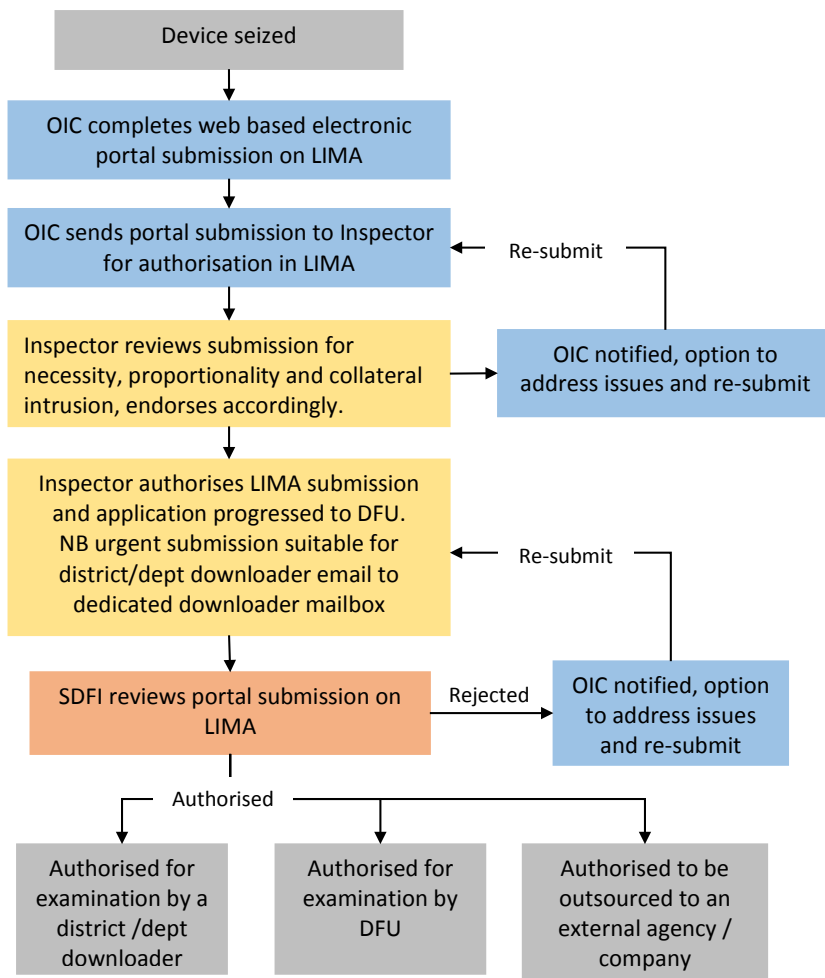 Device seized
OIC completes web based electronic
portal submission on LIMA
OIC sends portal submission to Inspector
for authorisation in LIMA
Re-submit
Inspector reviews submission for
necessity, proportionality and collateral
intrusion, endorses accordingly.
OIC notified, option to
address issues and re-submit
Inspector authorises LIMA submission
and application progressed to DFU.
NB urgent submission suitable for
district/dept downloader email to
dedicated downloader mailbox
Re-submit
SDFI reviews portal submission on
LIMA
Rejected
OIC notified, option
to address issues
and re-submit
Authorised
Authorised for
examination by a
district /dept
downloader
Authorised for
examination by
DFU
Authorised to be
outsourced to an
external agency /
company